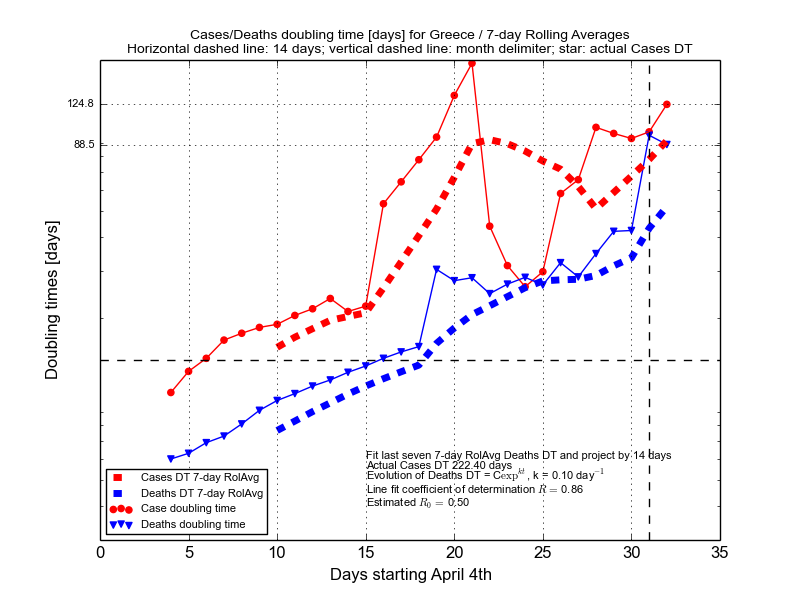 Cases/Deaths doubling time [days] for Greece / 7-day Rolling Averages
Horizontal dashed line: 14 days; vertical dashed line: month delimiter; star: actual Cases DT
124.8
88.5
Doubling times [days]
Fit last seven 7-day RolAvg Deaths DT and project by 14 days
Actual Cases DT 222.40 days
Evolution of Deaths DT = Cexp^{kt}, k = 0.10 day^{-1}
Line fit coefficient of determination R = 0.86
Estimated R_0 = 0.50
Cases DT 7-day RolAvg
Deaths DT 7-day RolAvg
Case doubling time
Deaths doubling time
0 5 10 15 20 25 30 35
Days starting April 4th